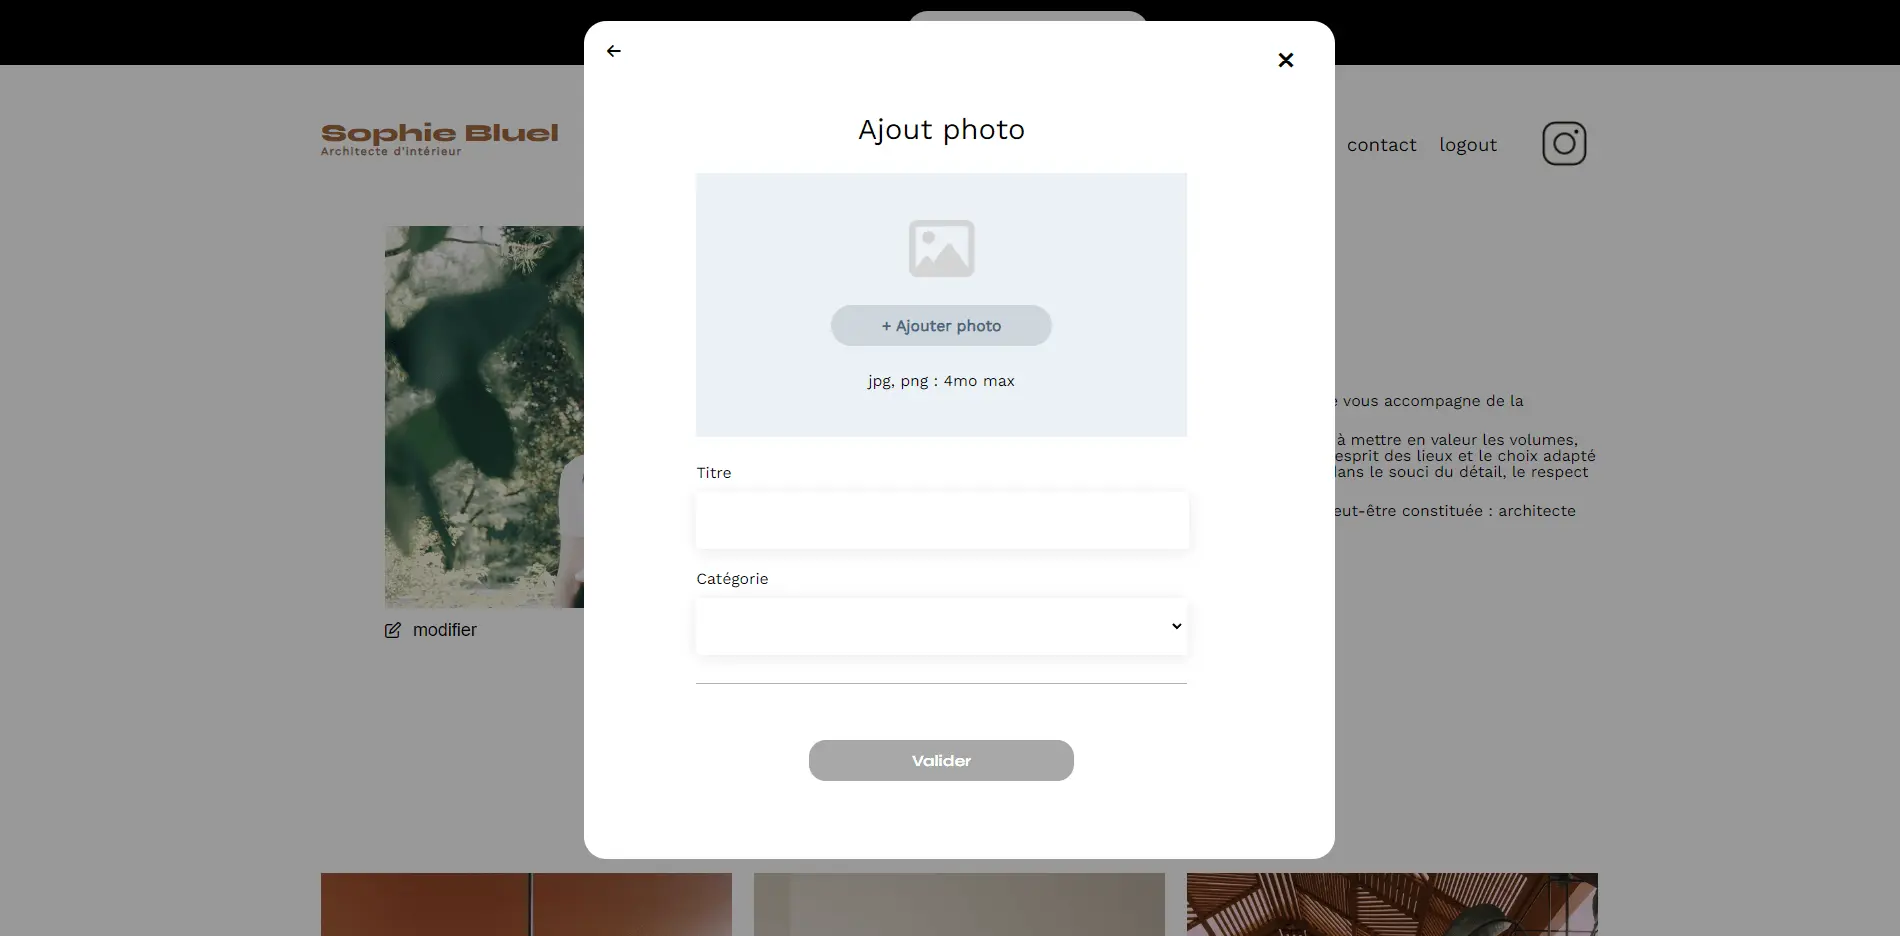 Sophie Bluel
Architecte d'intérieur
contact
logout
Ajout photo
+ Ajouter photo
jpg, png : 4mo max
Titre
Catégorie
Valider
modifier
vous accompagne de la
à mettre en valeur les volumes,
esprit des lieux et le choix adapté
dans le souci du détail, le respect
eut-être constituée : architecte